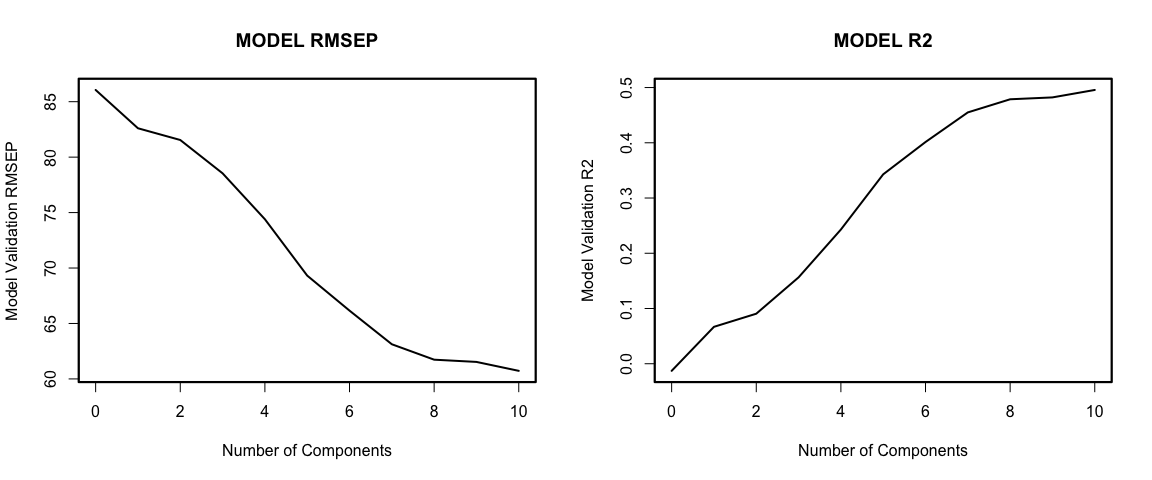 MODEL RMSEP
Model Validation RMSEP
85
80
75
70
65
60
0 2 4 6 8 10
Number of Components
MODEL R2
Model Validation R2
0.5
0.4
0.3
0.2
0.1
0.0
0 2 4 6 8 10
Number of Components